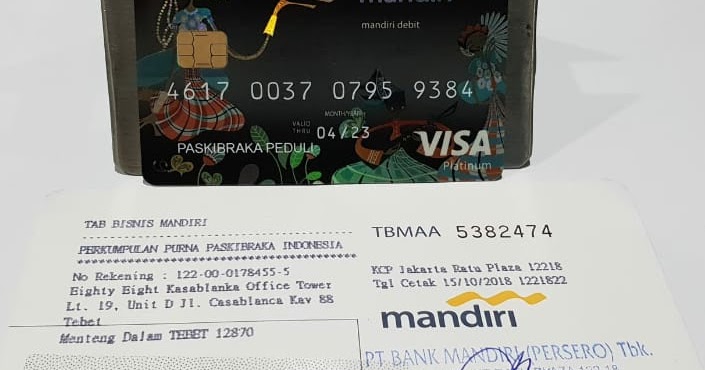 mandiri
mandiri debit
4617 0037 0795 9384
MONTH/YEAR
VALID
THRU 04/23
PASKIBRAKA PEDULI
VISA
Platinum
TAB BISNIS MANDIRI
PERKUMPULAN PURNA PASKIBRAKA INDONESIA
No Rekening : 122-00-0178455-5
Eighty Eight Kasablanka Office Tower
Lt. 19, Unit D Jl. Casablanca Kav 88
Tebet
Menteng Dalam TEBET 12870
TBMAA 5382474
KCP Jakarta Ratu Plaza 12218
Tgl Cetak 15/10/2018 1221822
mandiri
PT BANK MANDIRI (PERSERO) Tbk.